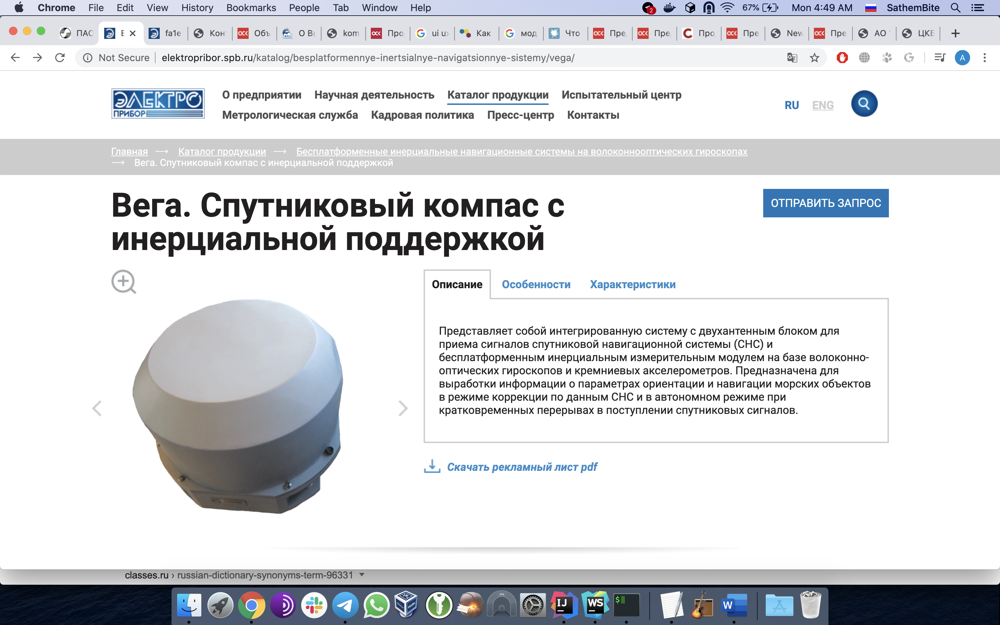 Chrome File Edit View History Bookmarks People Tab Window Help
2 67% Mon 4:49 AM SathemBite
ПАС Е fa1e Кон Объ О Вы kom Про ui ux Как мод Что Пре Пре Про Пре New Пре АО ЦКБ
Not Secure elektropribor.spb.ru/katalog/besplatformennye-inertsialnye-navigatsionnye-sistemy/vega/
A
ЭЛЕКТРО
ПРИБОР
О предприятии Научная деятельность Каталог продукции Испытательный центр
Метрологическая служба Кадровая политика Пресс-центр Контакты
RU ENG
Главная → Каталог продукции → Бесплатформенные инерциальные навигационные системы на волоконнооптических гироскопах
→ Вега. Спутниковый компас с инерциальной поддержкой
Вега. Спутниковый компас с
инерциальной поддержкой
ОТПРАВИТЬ ЗАПРОС
Описание Особенности Характеристики
Представляет собой интегрированную систему с двухантенным блоком для
приема сигналов спутниковой навигационной системы (СНС) и
бесплатформенным инерциальным измерительным модулем на базе волоконно-
оптических гироскопов и кремниевых акселерометров. Предназначена для
выработки информации о параметрах ориентации и навигации морских объектов
в режиме коррекции по данным СНС и в автономном режиме при
кратковременных перерывах в поступлении спутниковых сигналов.
Скачать рекламный лист pdf
classes.ru › russian-dictionary-synonyms-term-96331
VPN IJ WS $ W